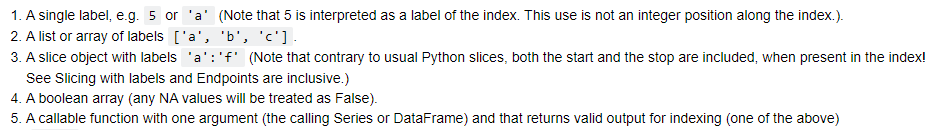 1. A single label, e.g. 5 or 'a' (Note that 5 is interpreted as a label of the index. This use is not an integer position along the index.).
2. A list or array of labels ['a', 'b', 'c'].
3. A slice object with labels 'a':'f' (Note that contrary to usual Python slices, both the start and the stop are included, when present in the index!
See Slicing with labels and Endpoints are inclusive.)
4. A boolean array (any NA values will be treated as False).
5. A callable function with one argument (the calling Series or DataFrame) and that returns valid output for indexing (one of the above)